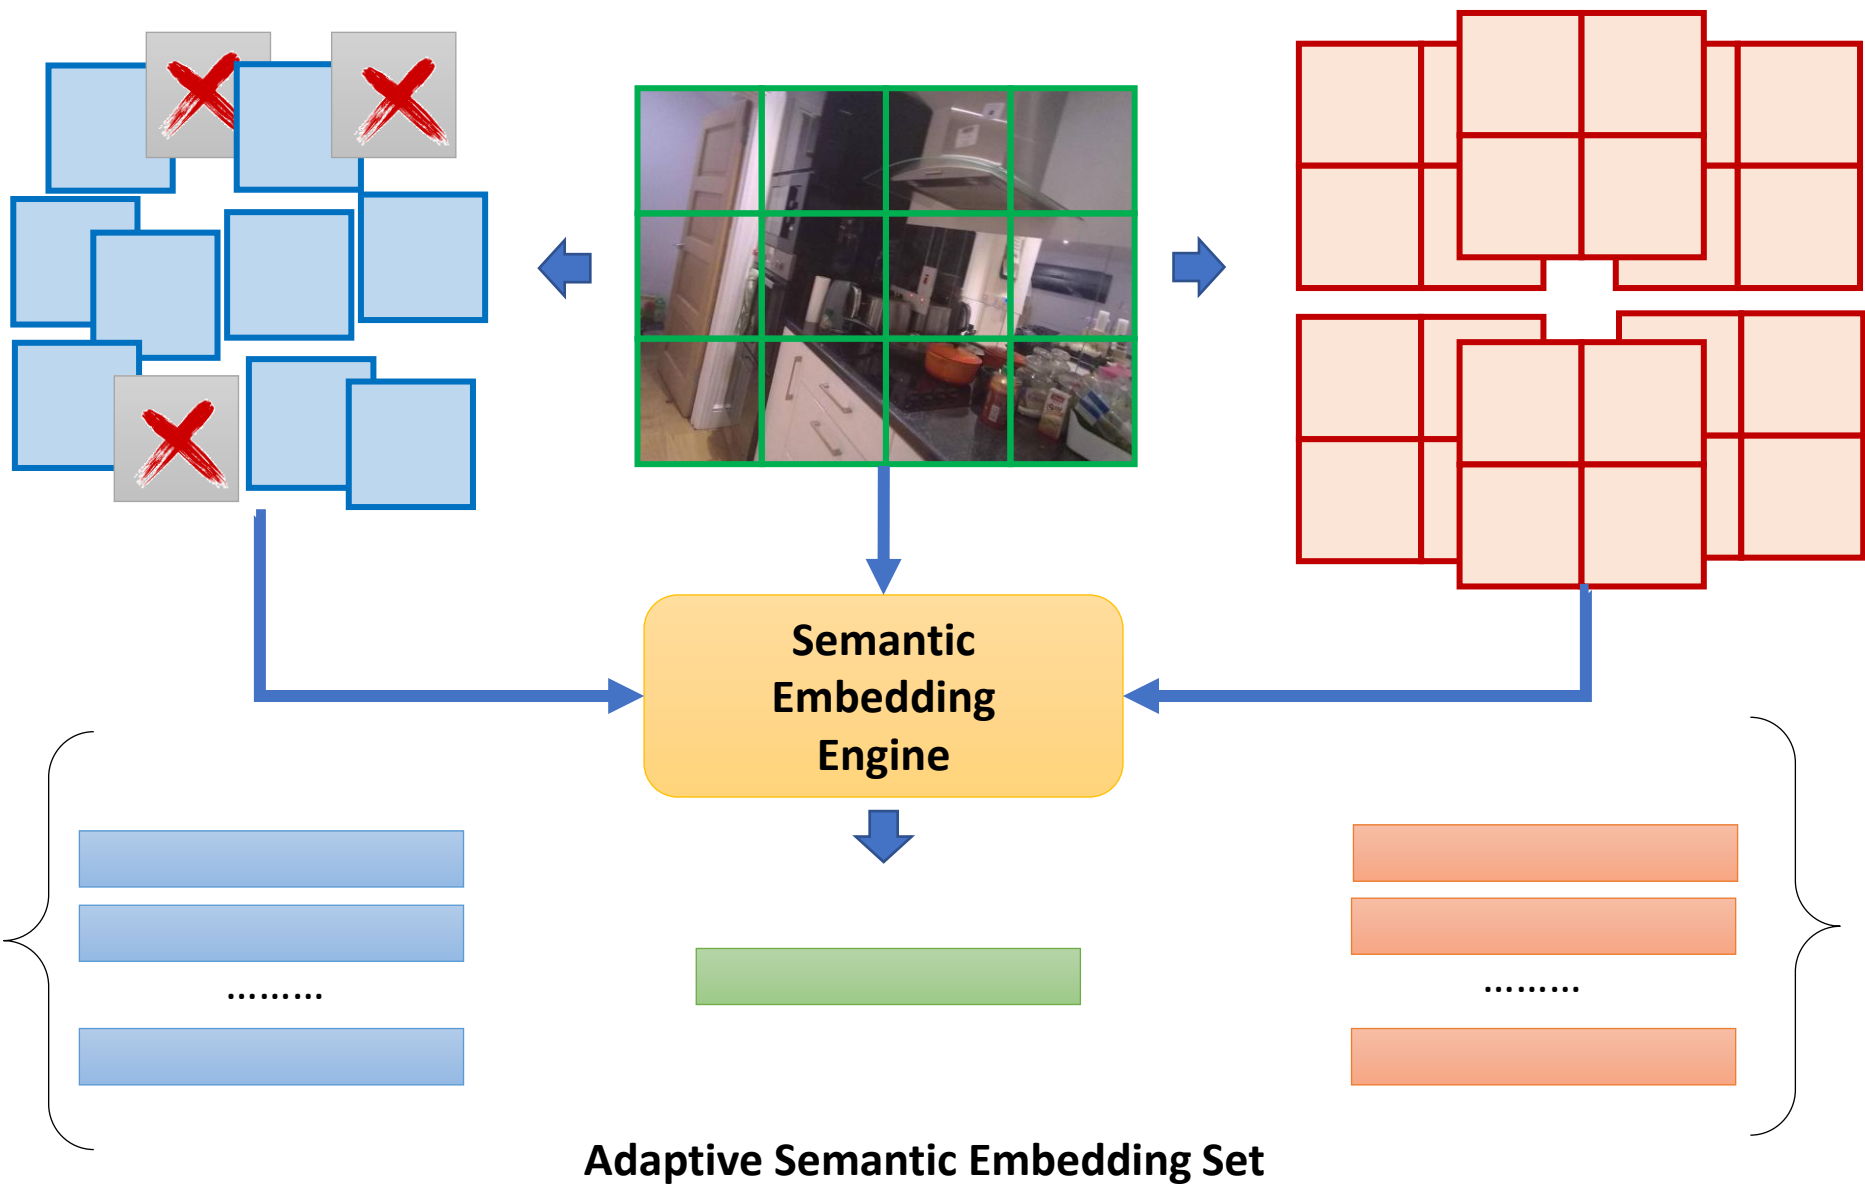 Semantic
Embedding
Engine
.........
.........
Adaptive Semantic Embedding Set